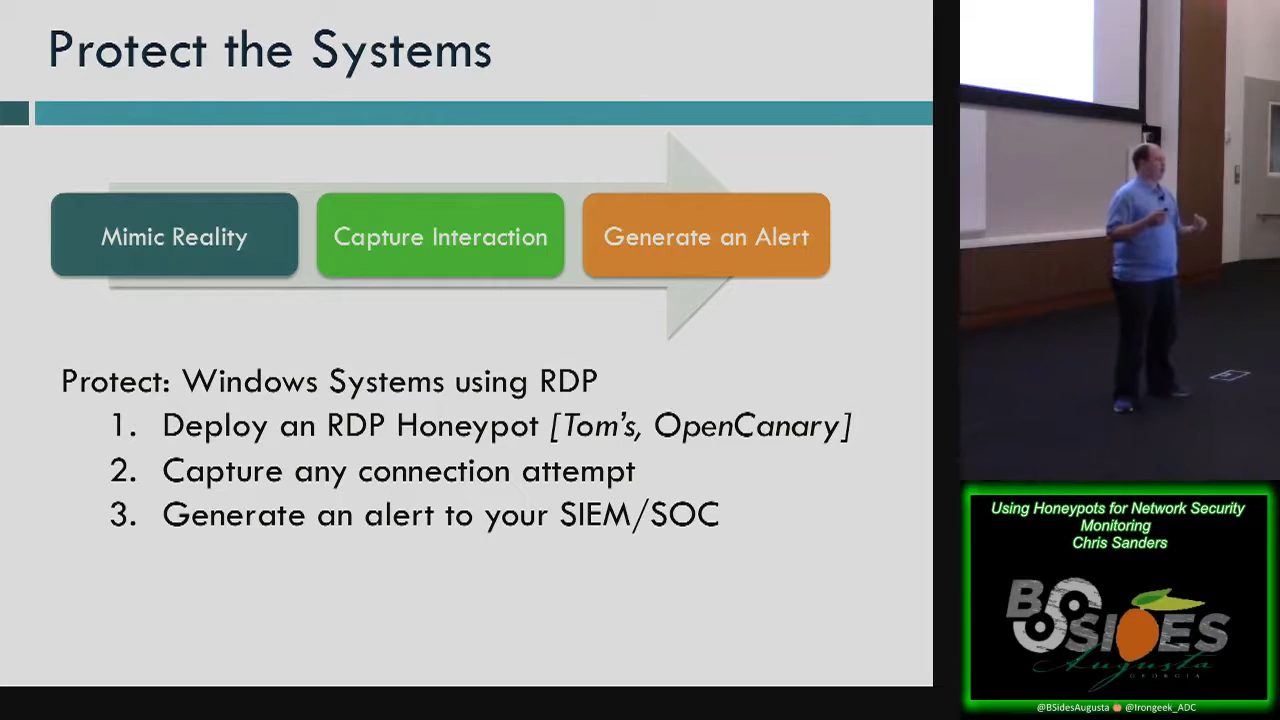 Protect the Systems
Mimic Reality
Capture Interaction
Generate an Alert
Protect: Windows Systems using RDP
1. Deploy an RDP Honeypot [Tom's, OpenCanary]
2. Capture any connection attempt
3. Generate an alert to your SIEM/SOC
Using Honeypots for Network Security
Monitoring
Chris Sanders
BSIDES
Augusta
GEORGIA
@BSidesAugusta @Irongeek_ADC